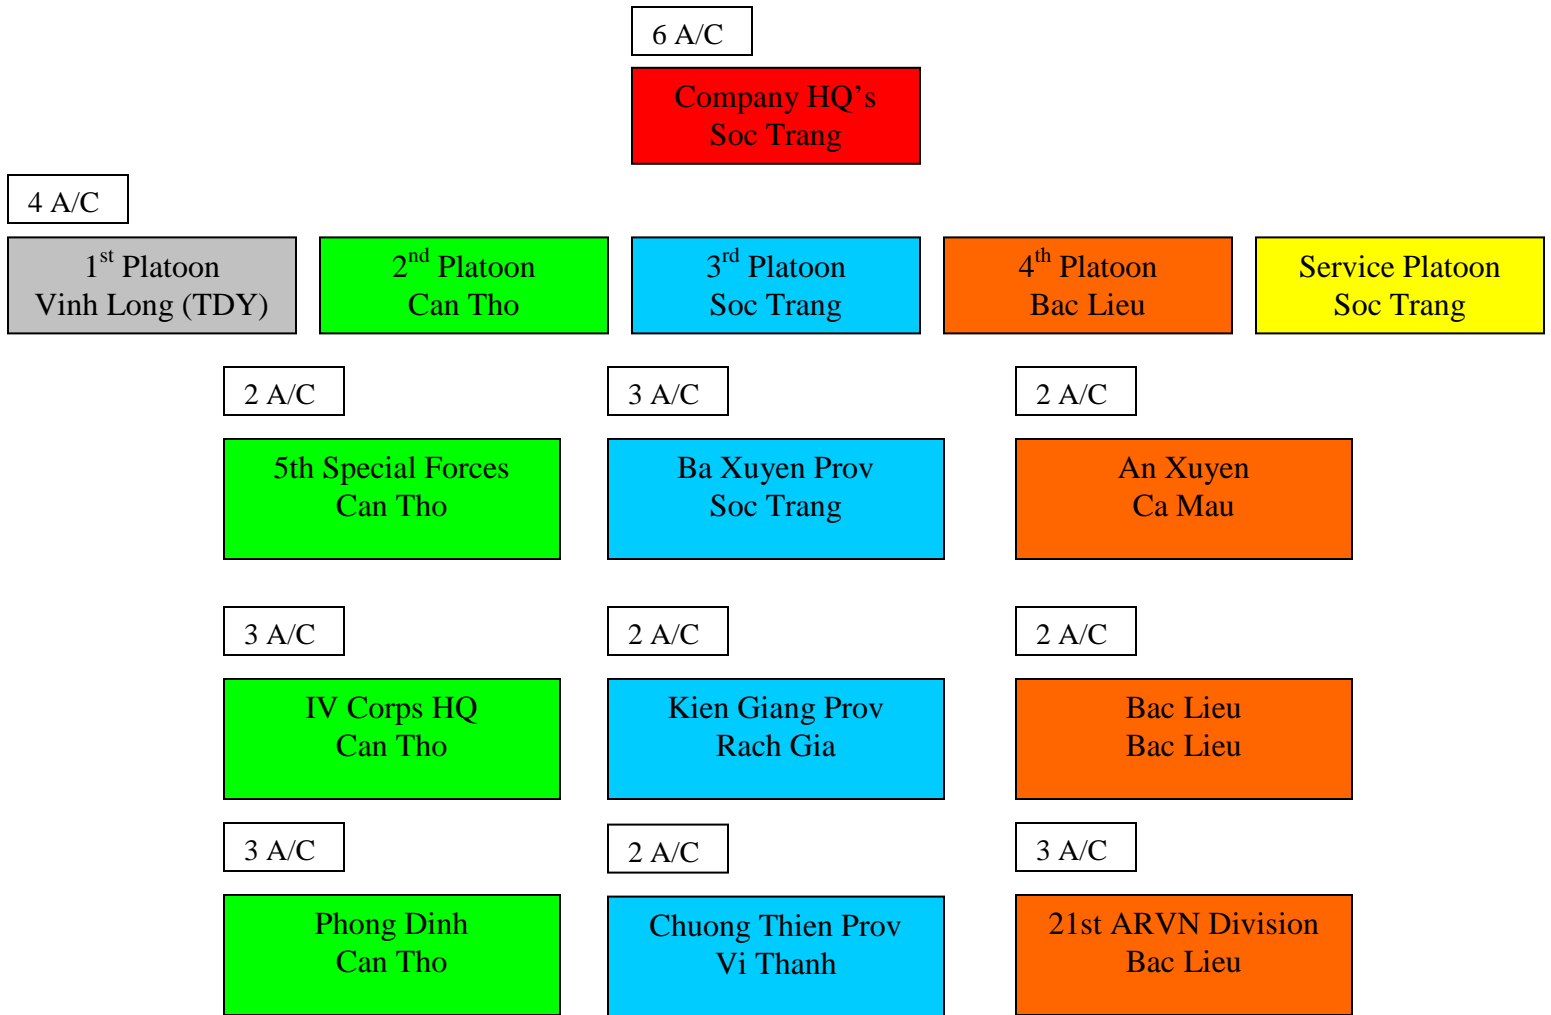 6 A/C
Company HQ’s
Soc Trang
4 A/C
1st Platoon
Vinh Long (TDY)
2nd Platoon
Can Tho
3rd Platoon
Soc Trang
4th Platoon
Bac Lieu
Service Platoon
Soc Trang
2 A/C
5th Special Forces
Can Tho
3 A/C
Ba Xuyen Prov
Soc Trang
2 A/C
An Xuyen
Ca Mau
3 A/C
IV Corps HQ
Can Tho
2 A/C
Kien Giang Prov
Rach Gia
2 A/C
Bac Lieu
Bac Lieu
3 A/C
Phong Dinh
Can Tho
2 A/C
Chuong Thien Prov
Vi Thanh
3 A/C
21st ARVN Division
Bac Lieu